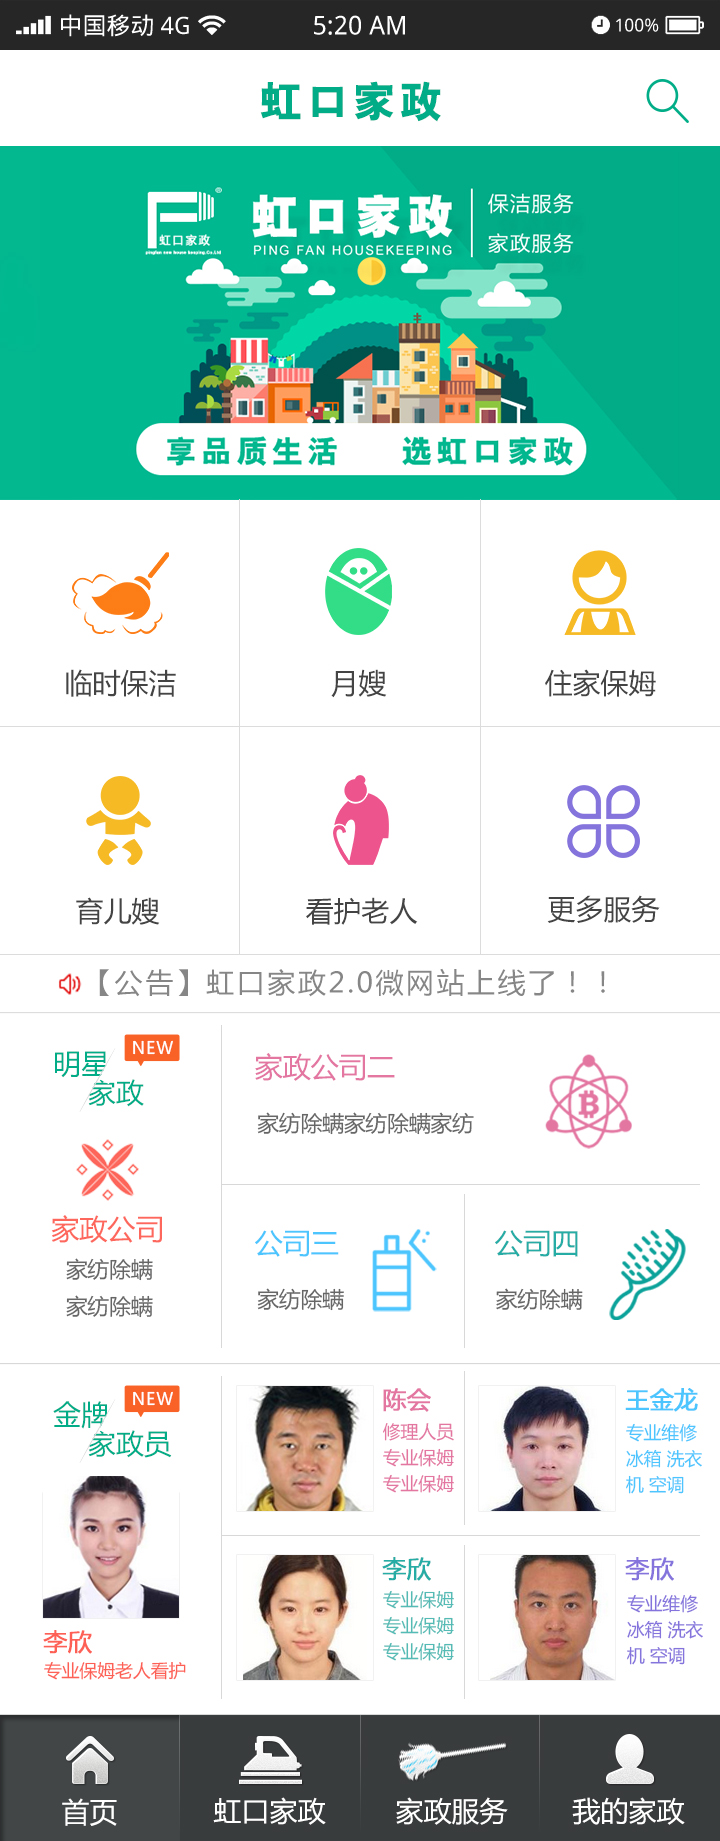 中国移动 4G 5:20 AM 100%
虹口家政
虹口家政
虹口家政
PING FAN HOUSEKEEPING
保洁服务
家政服务
享品质生活 选虹口家政
临时保洁 月嫂 住家保姆
育儿嫂 看护老人 更多服务
【公告】虹口家政2.0微网站上线了！！
明星
家政
NEW
家政公司
家纺除螨
家纺除螨
家政公司二
家纺除螨家纺除螨家纺
公司三
家纺除螨
公司四
家纺除螨
金牌
家政员
NEW
李欣
专业保姆老人看护
陈会
修理人员
专业保姆
专业保姆
王金龙
专业维修
冰箱 洗衣
机 空调
李欣
专业保姆
专业保姆
专业保姆
李欣
专业维修
冰箱 洗衣
机 空调
首页 虹口家政 家政服务 我的家政